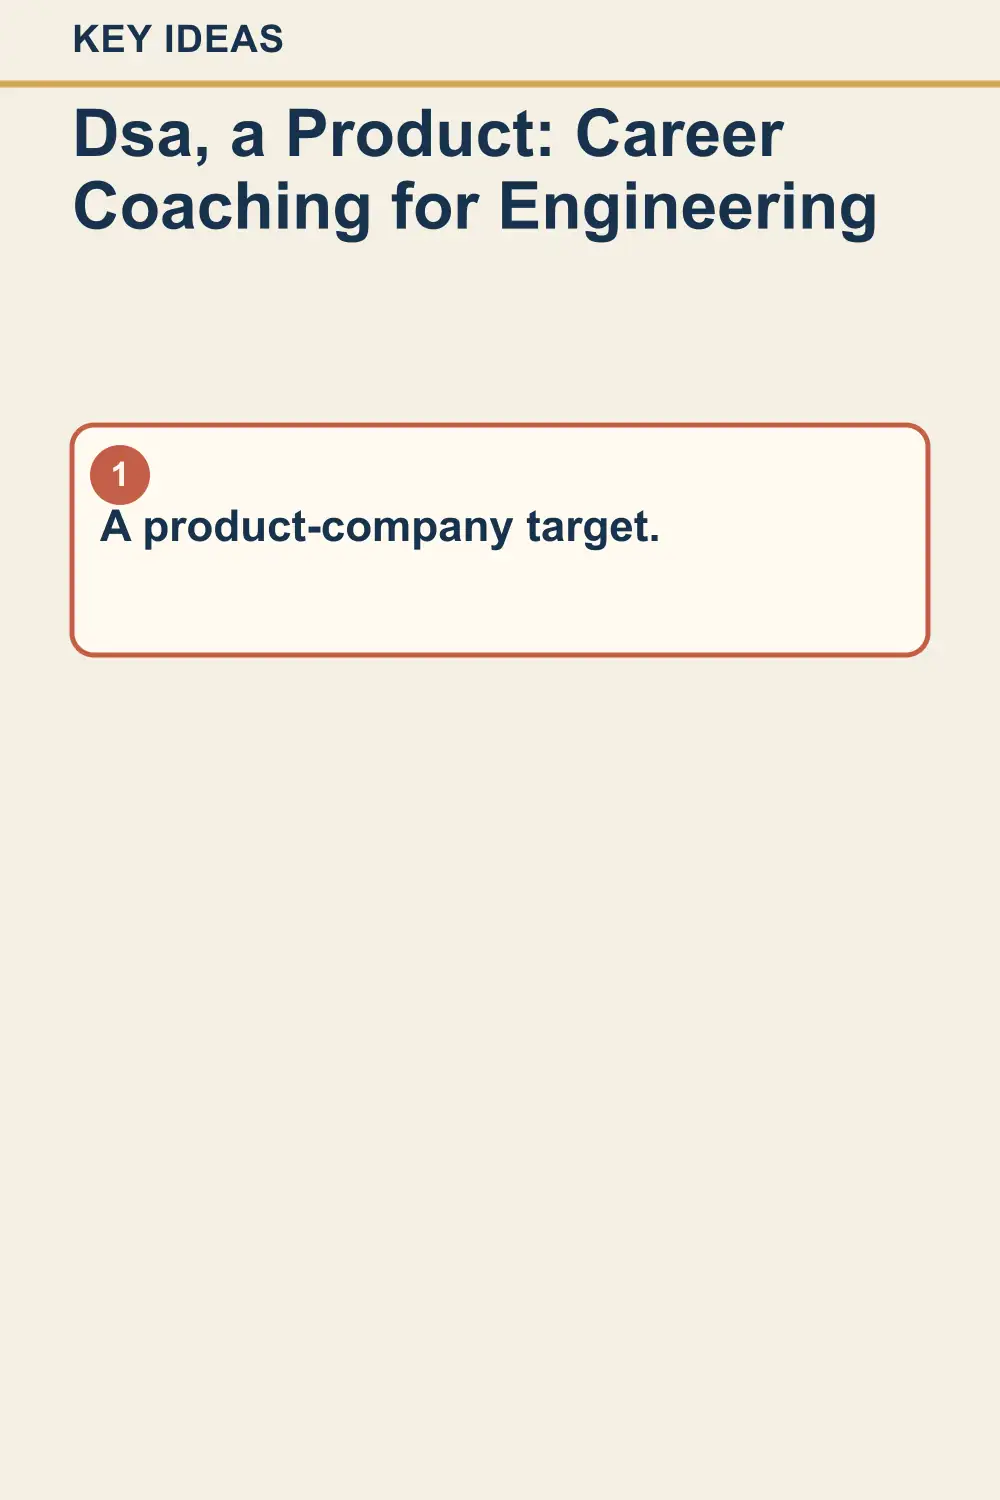 KEY IDEAS
Dsa, a Product: Career
Coaching for Engineering
1
A product-company target.